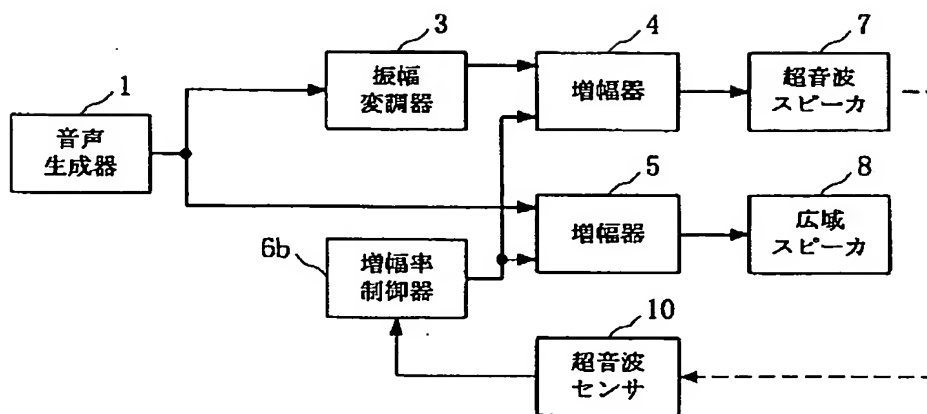 3
振幅
変調器
4
増幅器
7
超音波
スピーカ
1
音声
生成器
5
増幅器
8
広域
スピーカ
6b
増幅率
制御器
10
超音波
センサ